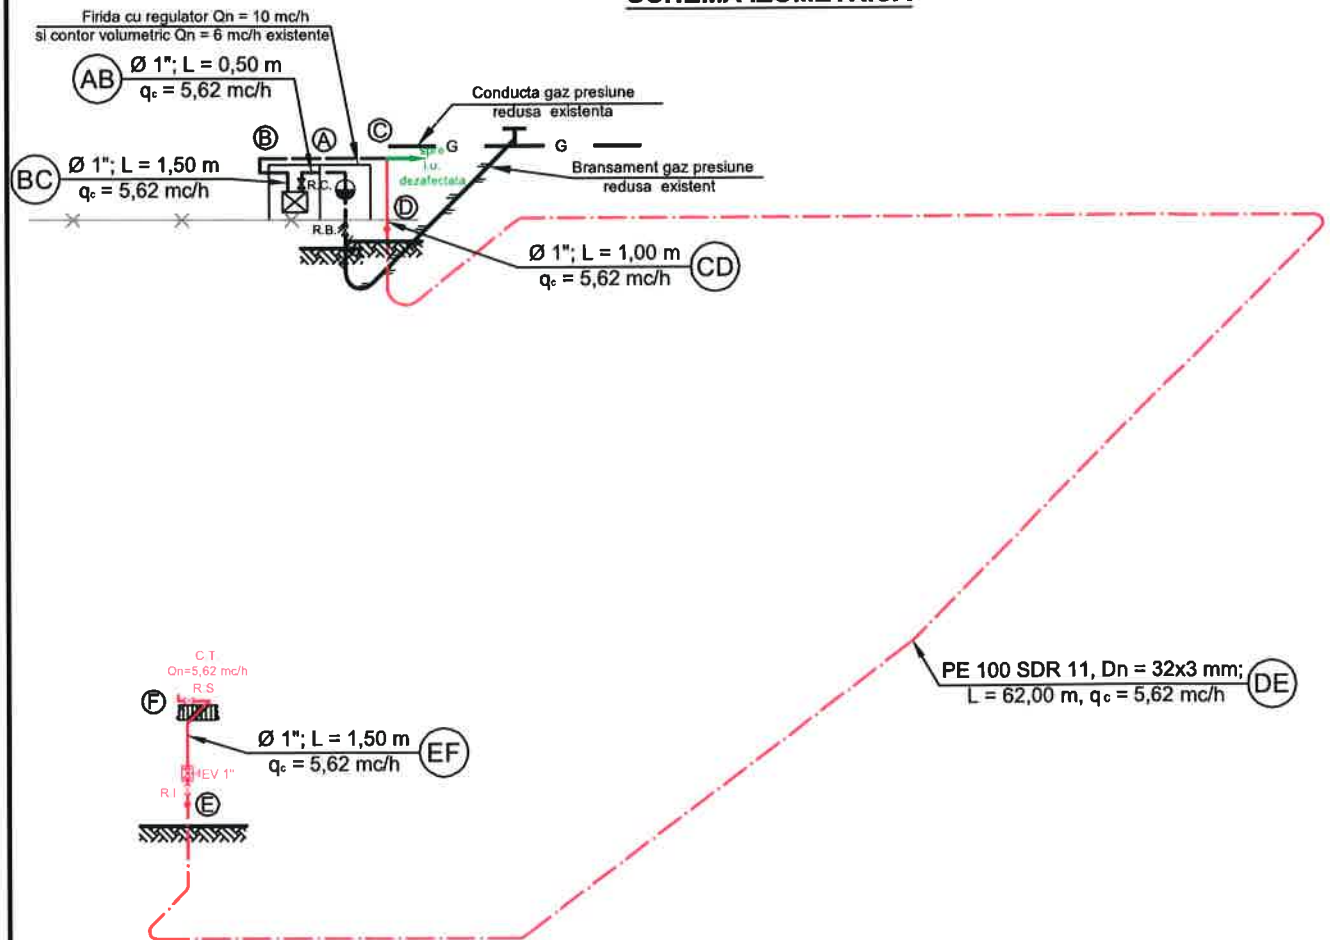 SCHEMA IZOMETRICA
Firida cu regulator Qn = 10 mc/h
si contor volumetric Qn = 6 mc/h existente
AB
Ø 1"; L = 0,50 m
qc = 5,62 mc/h
Conducta gaz presiune
redusa existenta
B
A
C
G
G
spre
i.u.
dezafectata
BC
Ø 1"; L = 1,50 m
qc = 5,62 mc/h
Bransament gaz presiune
redusa existent
R.C.
D
R.B.
Ø 1"; L = 1,00 m
qc = 5,62 mc/h
CD
C T
Qn=5,62 mc/h
R S
F
PE 100 SDR 11, Dn = 32x3 mm;
L = 62,00 m, qc = 5,62 mc/h
DE
Ø 1"; L = 1,50 m
qc = 5,62 mc/h
EF
EV 1"
R I
E